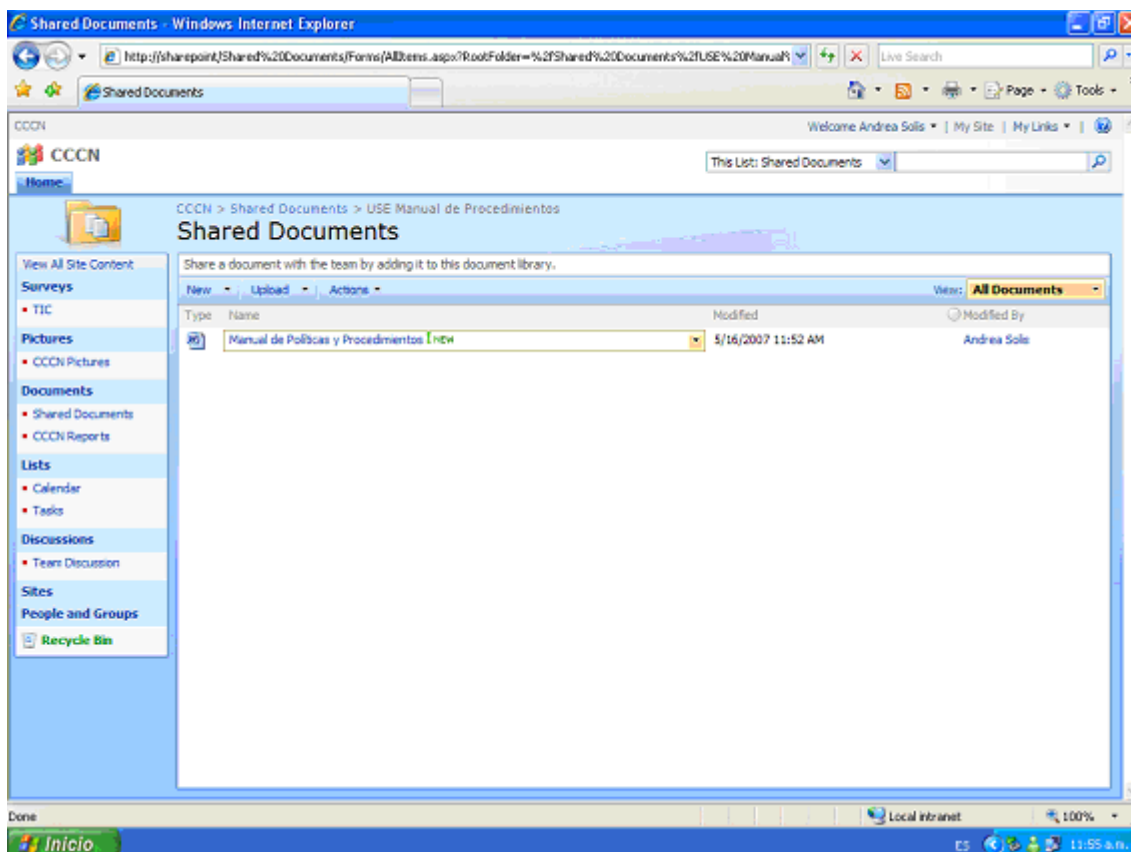 Shared Documents - Windows Internet Explorer
http://sharepoint/Shared%20Documents/Forms/AllItems.aspx?RootFolder=%2fShared%20Documents%2fUSE%20Manual%
Live Search
Shared Documents
Page
Tools
CCCN
Welcome Andrea Solis | My Site | My Links |
CCCN
This List: Shared Documents
Home
CCCN > Shared Documents > USE Manual de Procedimientos
Shared Documents
View All Site Content
Share a document with the team by adding it to this document library.
Surveys
New Upload Actions View: All Documents
TIC
Type Name Modified Modified By
Pictures
Manual de Políticas y Procedimientos ! NEW 5/16/2007 11:52 AM Andrea Solis
CCCN Pictures
Documents
Shared Documents
CCCN Reports
Lists
Calendar
Tasks
Discussions
Team Discussion
Sites
People and Groups
Recycle Bin
Done Local intranet 100%
Inicio ES 11:55 a.m.